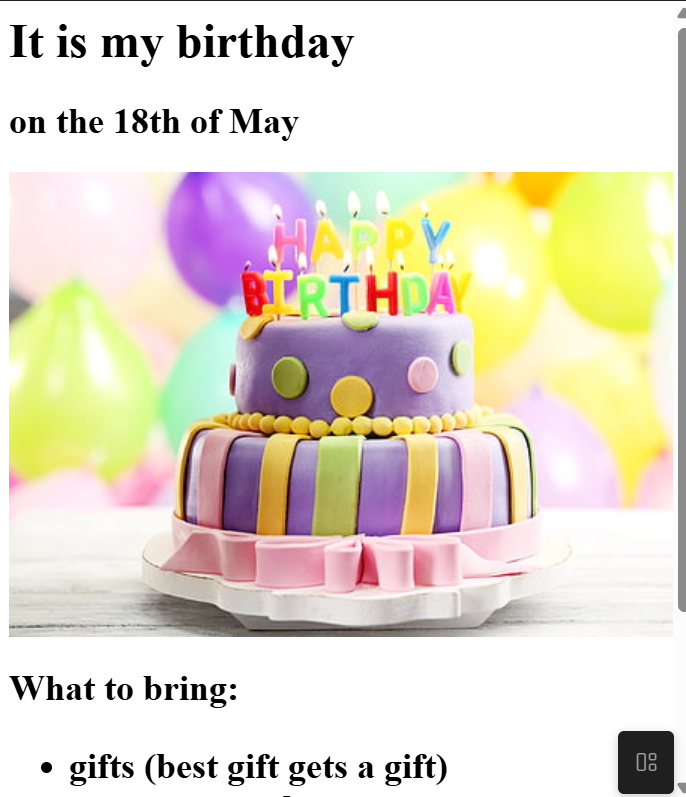 It is my birthday
on the 18th of May
HAPPY
BIRTHDAY
What to bring:
• gifts (best gift gets a gift)